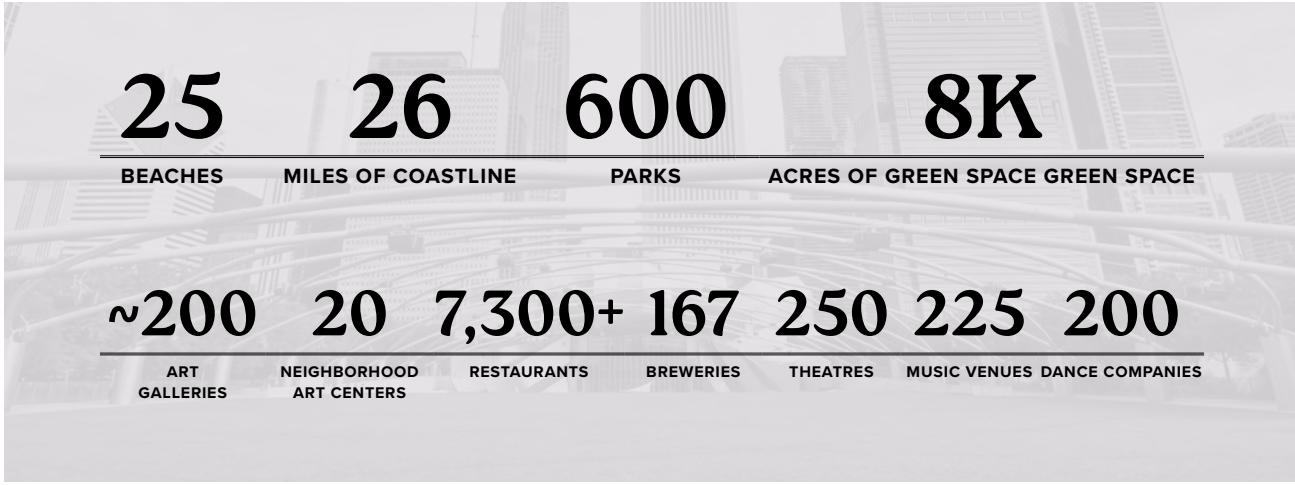 25 26 600 8K
BEACHES MILES OF COASTLINE PARKS ACRES OF GREEN SPACE GREEN SPACE
~200 20 7,300+ 167 250 225 200
ART NEIGHBORHOOD RESTAURANTS BREWERIES THEATRES MUSIC VENUES DANCE COMPANIES
GALLERIES ART CENTERS